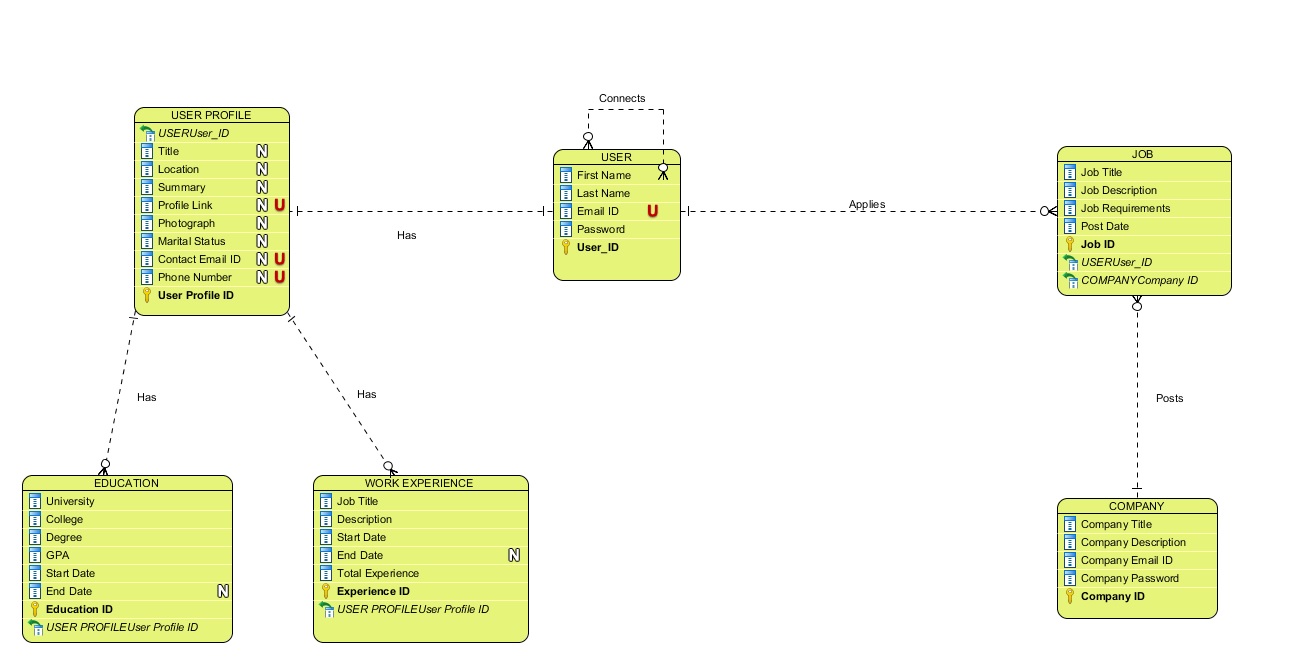 Connects
USER PROFILE
USERUser_ID
Title N
Location N
Summary N
Profile Link N U
Photograph N
Marital Status N
Contact Email ID N U
Phone Number N U
User Profile ID
Has
USER
First Name
Last Name
Email ID U
Password
User_ID
Applies
JOB
Job Title
Job Description
Job Requirements
Post Date
Job ID
USERUser_ID
COMPANYCompany ID
Has
Has
Posts
EDUCATION
University
College
Degree
GPA
Start Date
End Date N
Education ID
USER PROFILEUser Profile ID
WORK EXPERIENCE
Job Title
Description
Start Date
End Date N
Total Experience
Experience ID
USER PROFILEUser Profile ID
COMPANY
Company Title
Company Description
Company Email ID
Company Password
Company ID